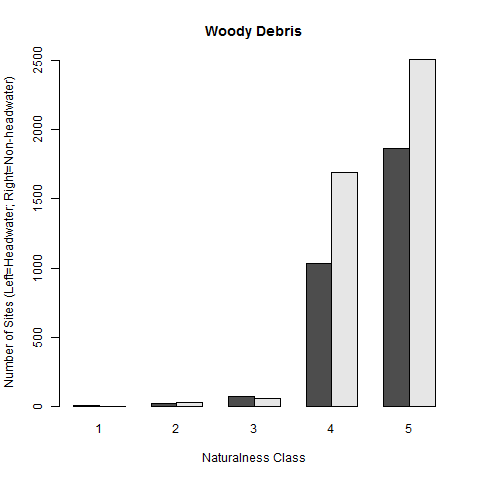 Woody Debris
Number of Sites (Left=Headwater; Right=Non-headwater)
2500
2000
1500
1000
500
0
1 2 3 4 5
Naturalness Class